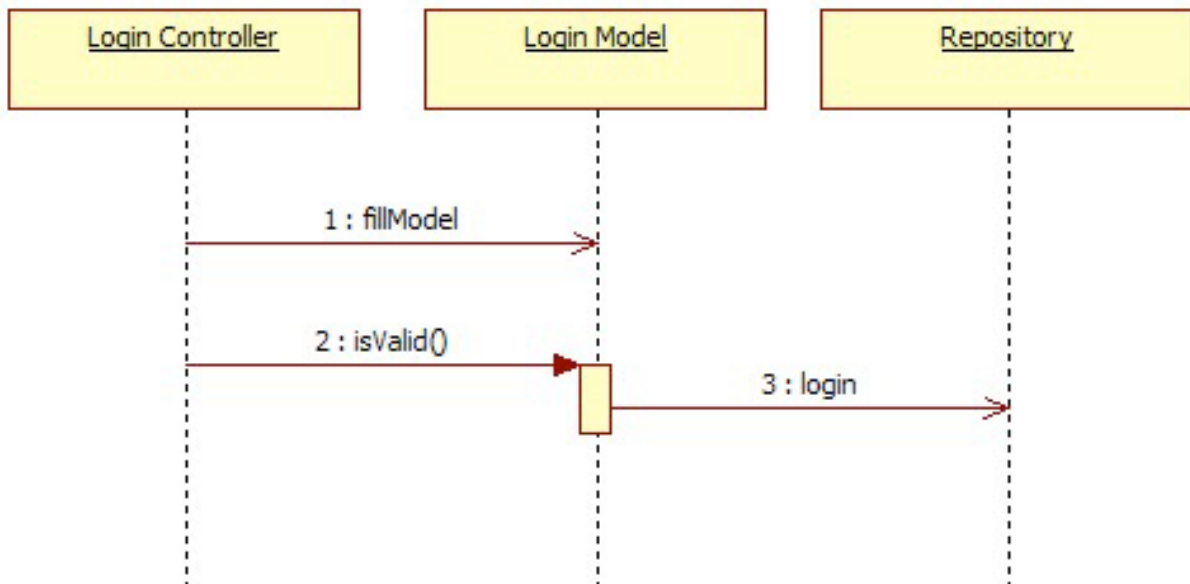 Login Controller
Login Model
Repository
1 : fillModel
2 : isValid()
3 : login